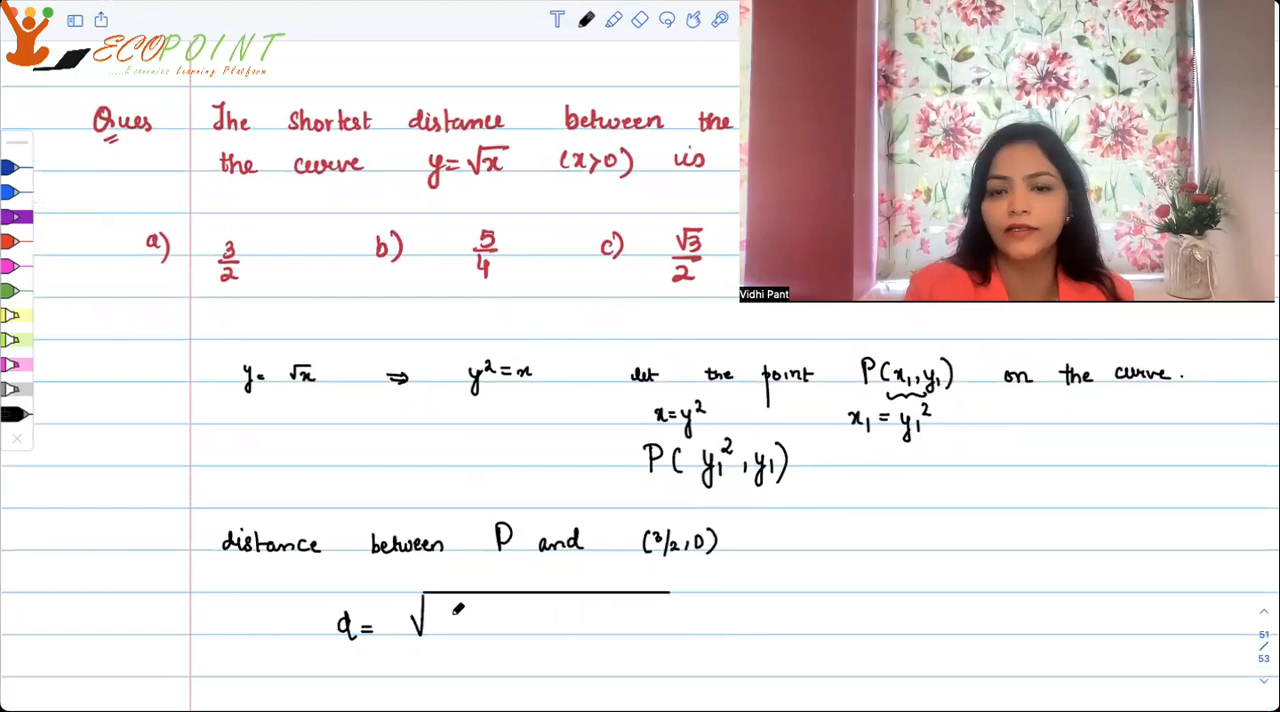 ECOPOINT
.....Economics Learning Platform
Ques The Shortest distance between the
the curve y=√x (x>0) is
a) 3/2 b) 5/4 c) √3/2
Vidhi Pant
y= √x ⇒ y²=x let the point P(x₁,y₁) on the curve.
x=y² x₁ = y₁²
P( y₁² , y₁)
distance between P and (3/2,0)
d= √
51
/
53